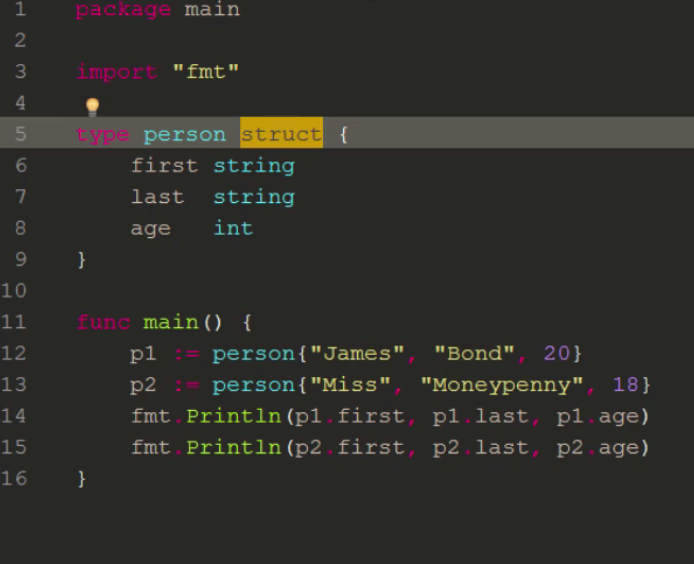 1 package main
2
3 import "fmt"
4
5 type person struct {
6 first string
7 last string
8 age int
9 }
10
11 func main() {
12 p1 := person{"James", "Bond", 20}
13 p2 := person{"Miss", "Moneypenny", 18}
14 fmt.Println(p1.first, p1.last, p1.age)
15 fmt.Println(p2.first, p2.last, p2.age)
16 }